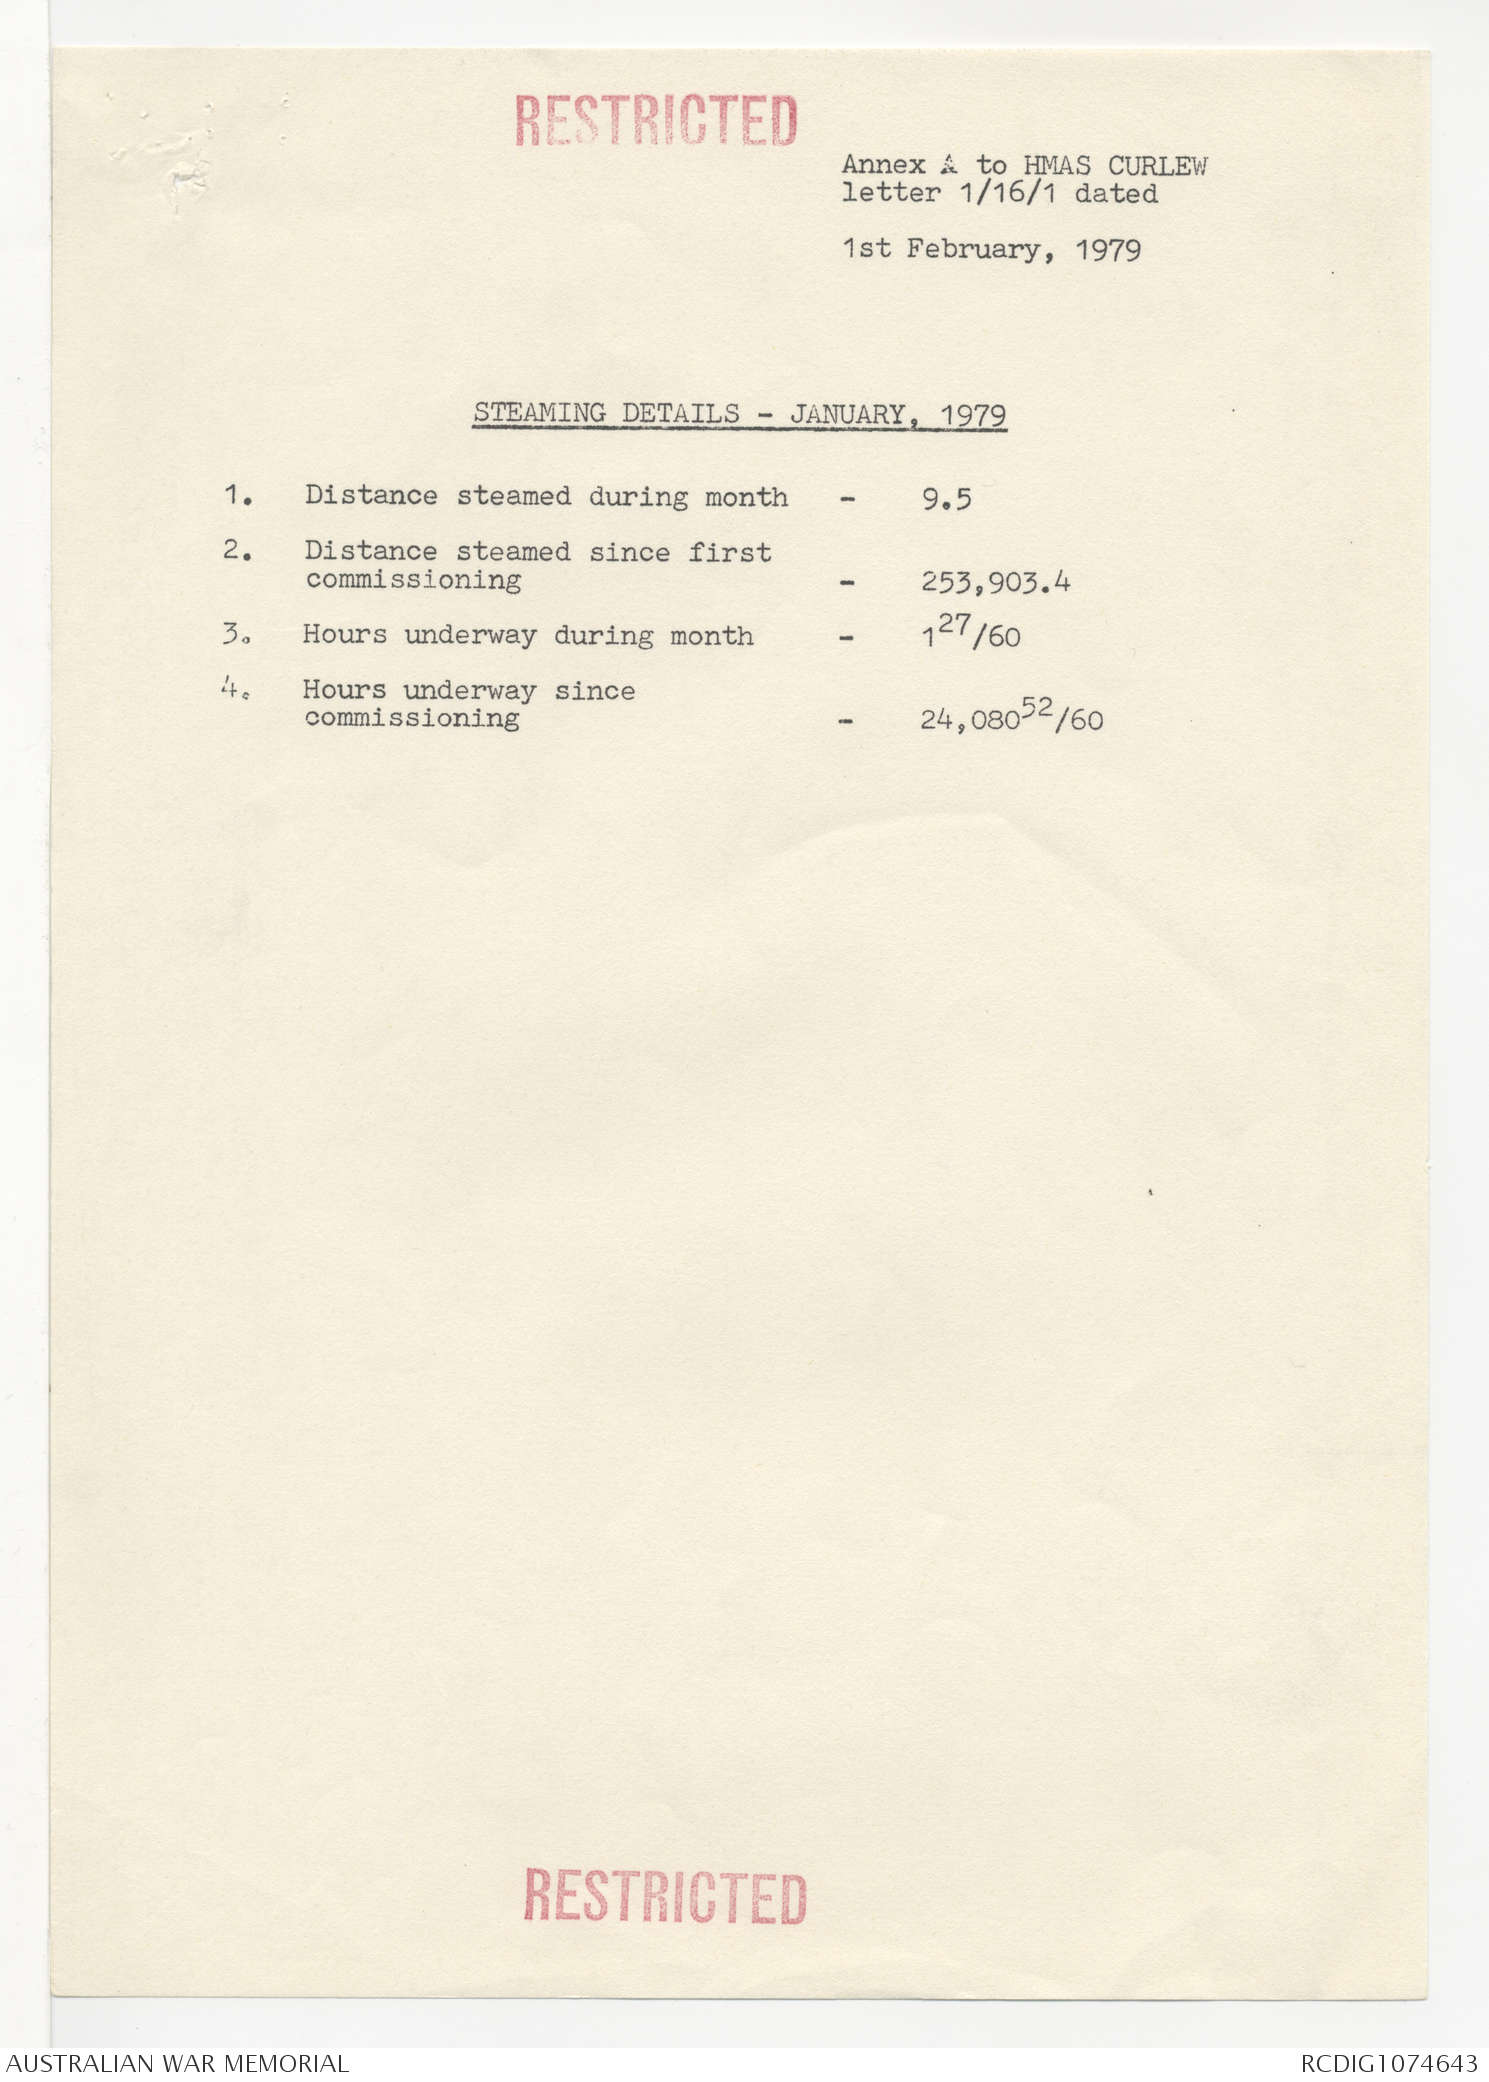 RESTRICTED
Annex A to HMAS CURLEW
letter 1/16/1 dated
1st February, 1979
STEAMING DETAILS - JANUARY, 1979
1. Distance steamed during month - 9.5
2. Distance steamed since first
commissioning - 253,903.4
3. Hours underway during month - 1 27/60
4. Hours underway since
commissioning - 24,080 52/60
RESTRICTED
AUSTRALIAN WAR MEMORIAL RCDIG1074643